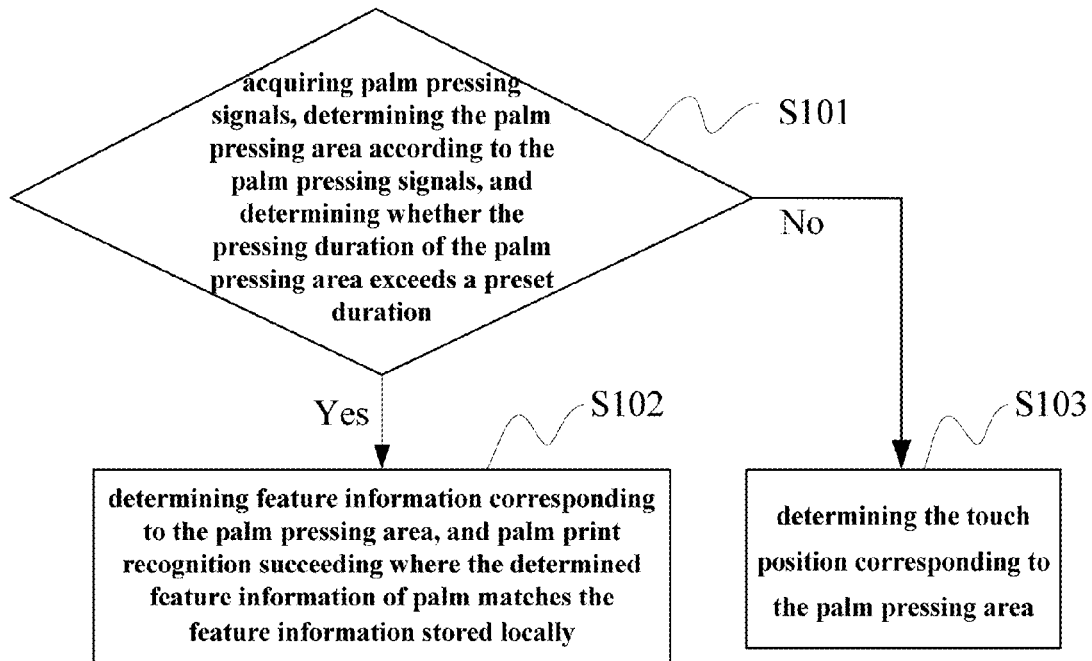 acquiring palm pressing
signals, determining the palm
pressing area according to the
palm pressing signals, and
determining whether the
pressing duration of the palm
pressing area exceeds a preset
duration
S101
No
Yes
S102
S103
determining feature information corresponding
to the palm pressing area, and palm print
recognition succeeding where the determined
feature information of palm matches the
feature information stored locally
determining the touch
position corresponding to
the palm pressing area